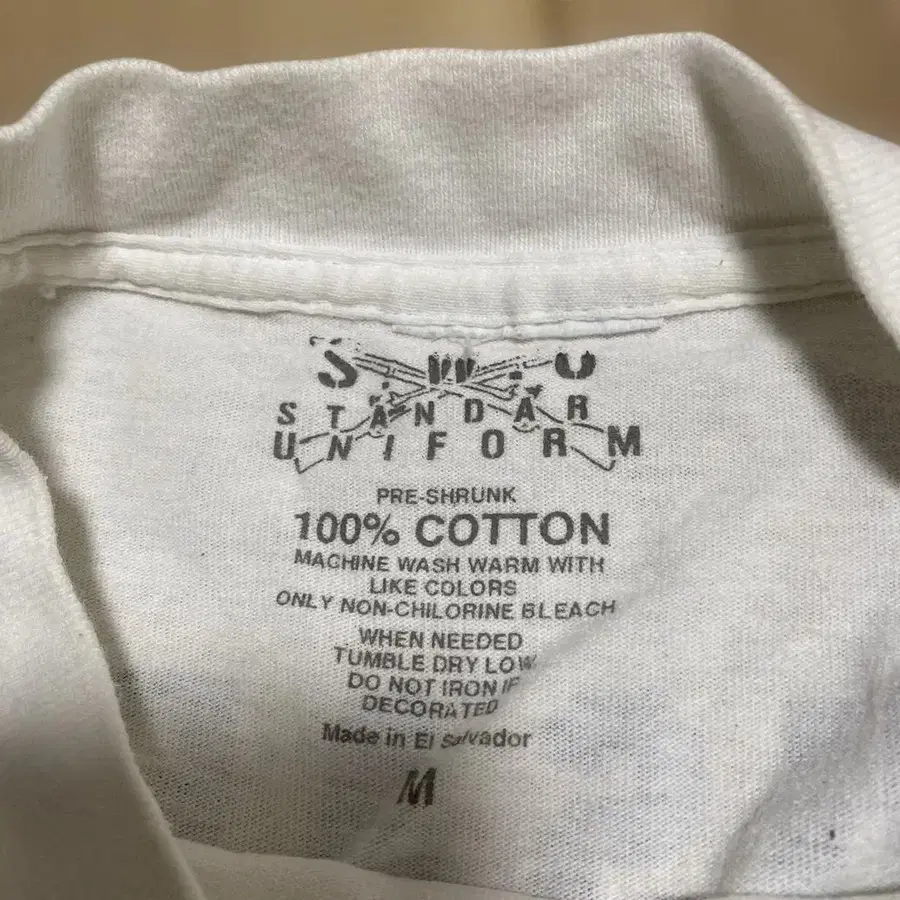 S.W.U
STANDAR
UNIFORM
PRE-SHRUNK
100% COTTON
MACHINE WASH WARM WITH
LIKE COLORS
ONLY NON-CHILORINE BLEACH
WHEN NEEDED
TUMBLE DRY LOW
DO NOT IRON IF
DECORATED
Made in El Salvador
M